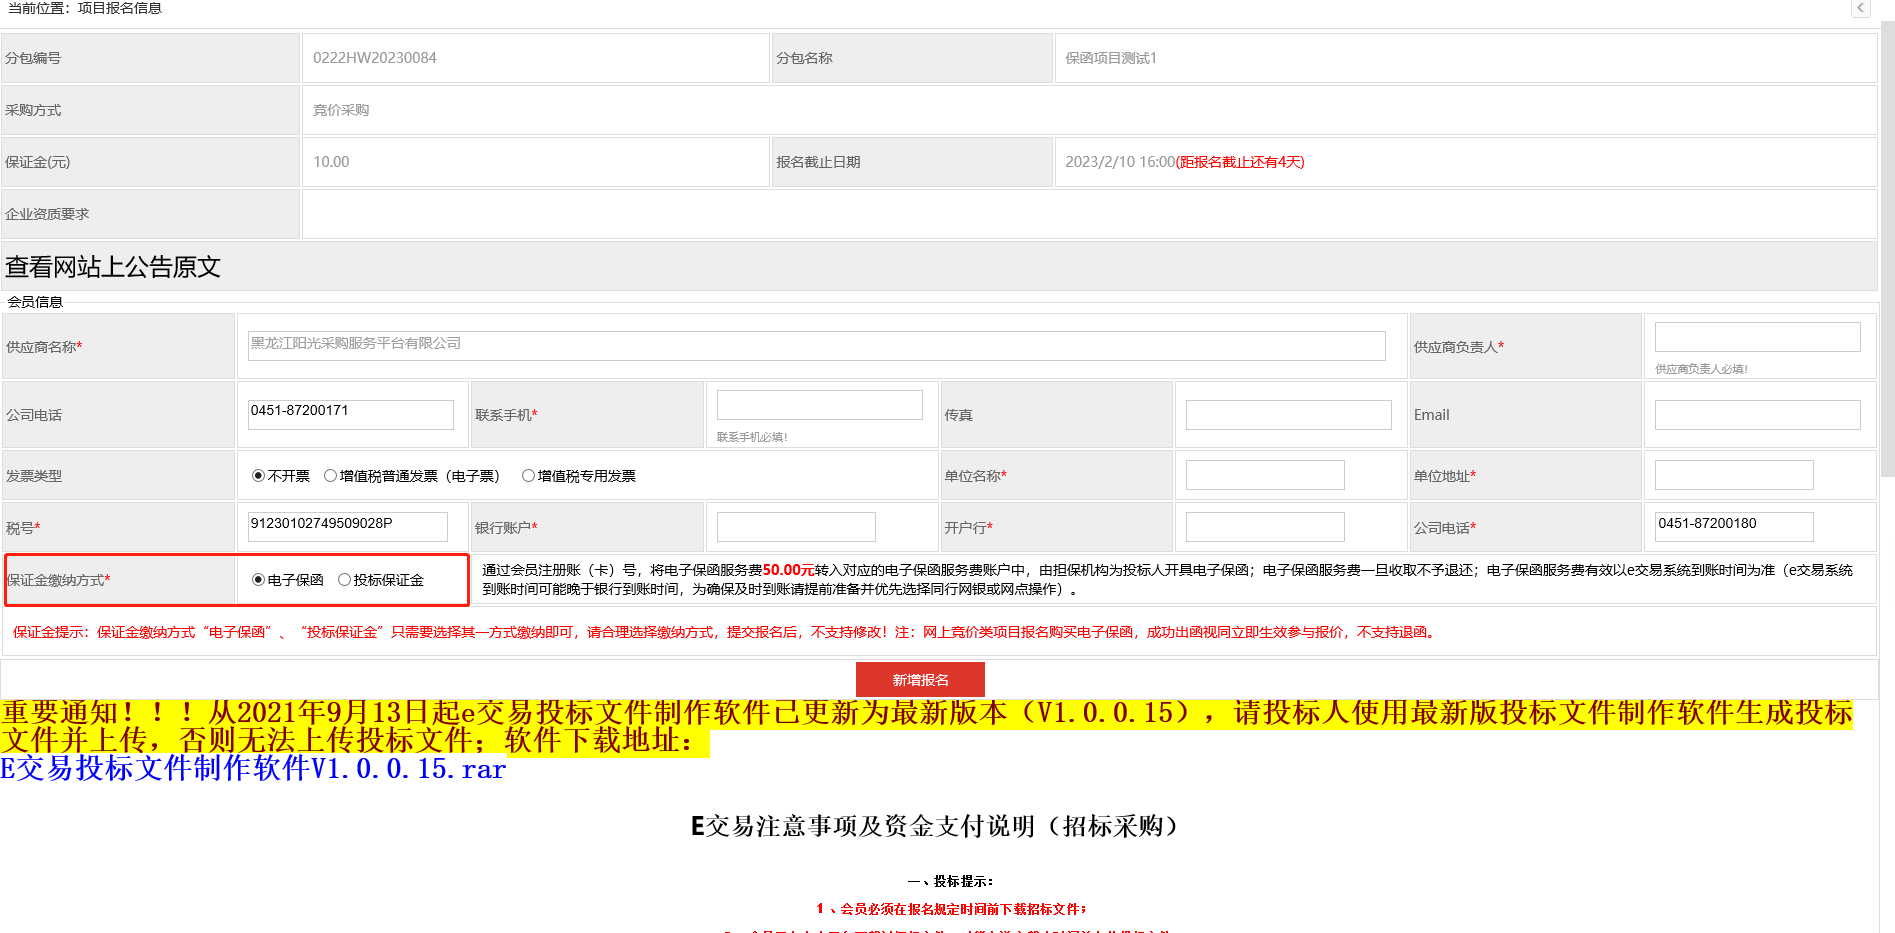 当前位置：项目报名信息
分包编号 0222HW20230084 分包名称 保函项目测试1
采购方式 竞价采购
保证金(元) 10.00 报名截止日期 2023/2/10 16:00(距报名截止还有4天)
企业资质要求
查看网站上公告原文
会员信息
供应商名称* 黑龙江阳光采购服务平台有限公司 供应商负责人*
供应商负责人必填！
公司电话 0451-87200171 联系手机* 传真 Email
联系手机必填！
发票类型 不开票 增值税普通发票（电子票） 增值税专用发票 单位名称* 单位地址*
税号* 91230102749509028P 银行账户* 开户行* 公司电话* 0451-87200180
保证金缴纳方式* 电子保函 投标保证金
通过会员注册账（卡）号，将电子保函服务费50.00元转入对应的电子保函服务费账户中，由担保机构为投标人开具电子保函；电子保函服务费一旦收取不予退还；电子保函服务费有效以e交易系统到账时间为准（e交易系统
到账时间可能晚于银行到账时间，为确保及时到账请提前准备并优先选择同行网银或网点操作）。
保证金提示：保证金缴纳方式“电子保函”、“投标保证金”只需要选择其一方式缴纳即可，请合理选择缴纳方式，提交报名后，不支持修改！注：网上竞价类项目报名购买电子保函，成功出函视同立即生效参与报价，不支持退函。
新增报名
重要通知！！！从2021年9月13日起e交易投标文件制作软件已更新为最新版本（V1.0.0.15），请投标人使用最新版投标文件制作软件生成投标
文件并上传，否则无法上传投标文件；软件下载地址：
E交易投标文件制作软件V1.0.0.15.rar
E交易注意事项及资金支付说明（招标采购）
一、投标提示：
1、会员必须在报名规定时间前下载招标文件；